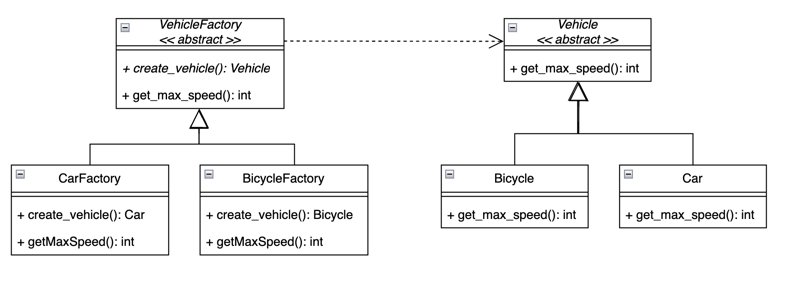 VehicleFactory
<< abstract >>
+ create_vehicle(): Vehicle
+ get_max_speed(): int
Vehicle
<< abstract >>
+ get_max_speed(): int
CarFactory
+ create_vehicle(): Car
+ getMaxSpeed(): int
BicycleFactory
+ create_vehicle(): Bicycle
+ getMaxSpeed(): int
Bicycle
+ get_max_speed(): int
Car
+ get_max_speed(): int